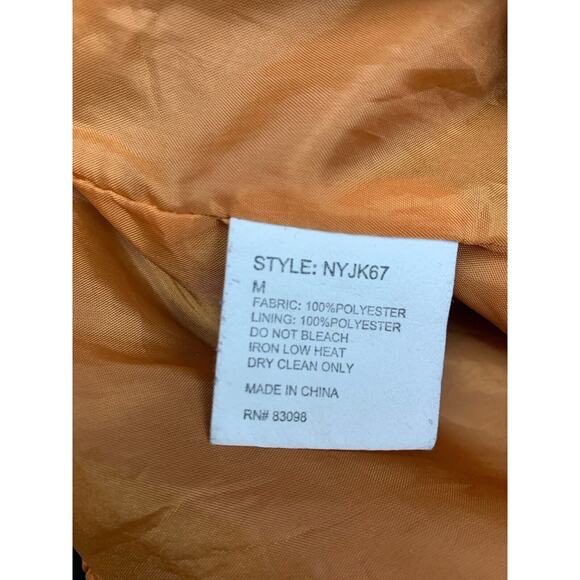 STYLE: NYJK67
M
FABRIC: 100%POLYESTER
LINING: 100%POLYESTER
DO NOT BLEACH
IRON LOW HEAT
DRY CLEAN ONLY
MADE IN CHINA
RN# 83098